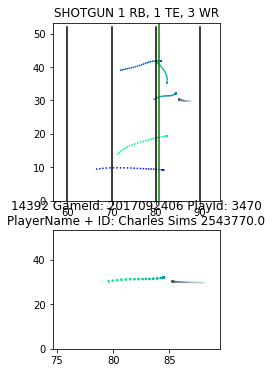 SHOTGUN 1 RB, 1 TE, 3 WR
50
40
30
20
10
0
60 70 80 90
14392 GameId: 2017092406 PlayId: 3470
PlayerName + ID: Charles Sims 2543770.0
40
20
0
75 80 85